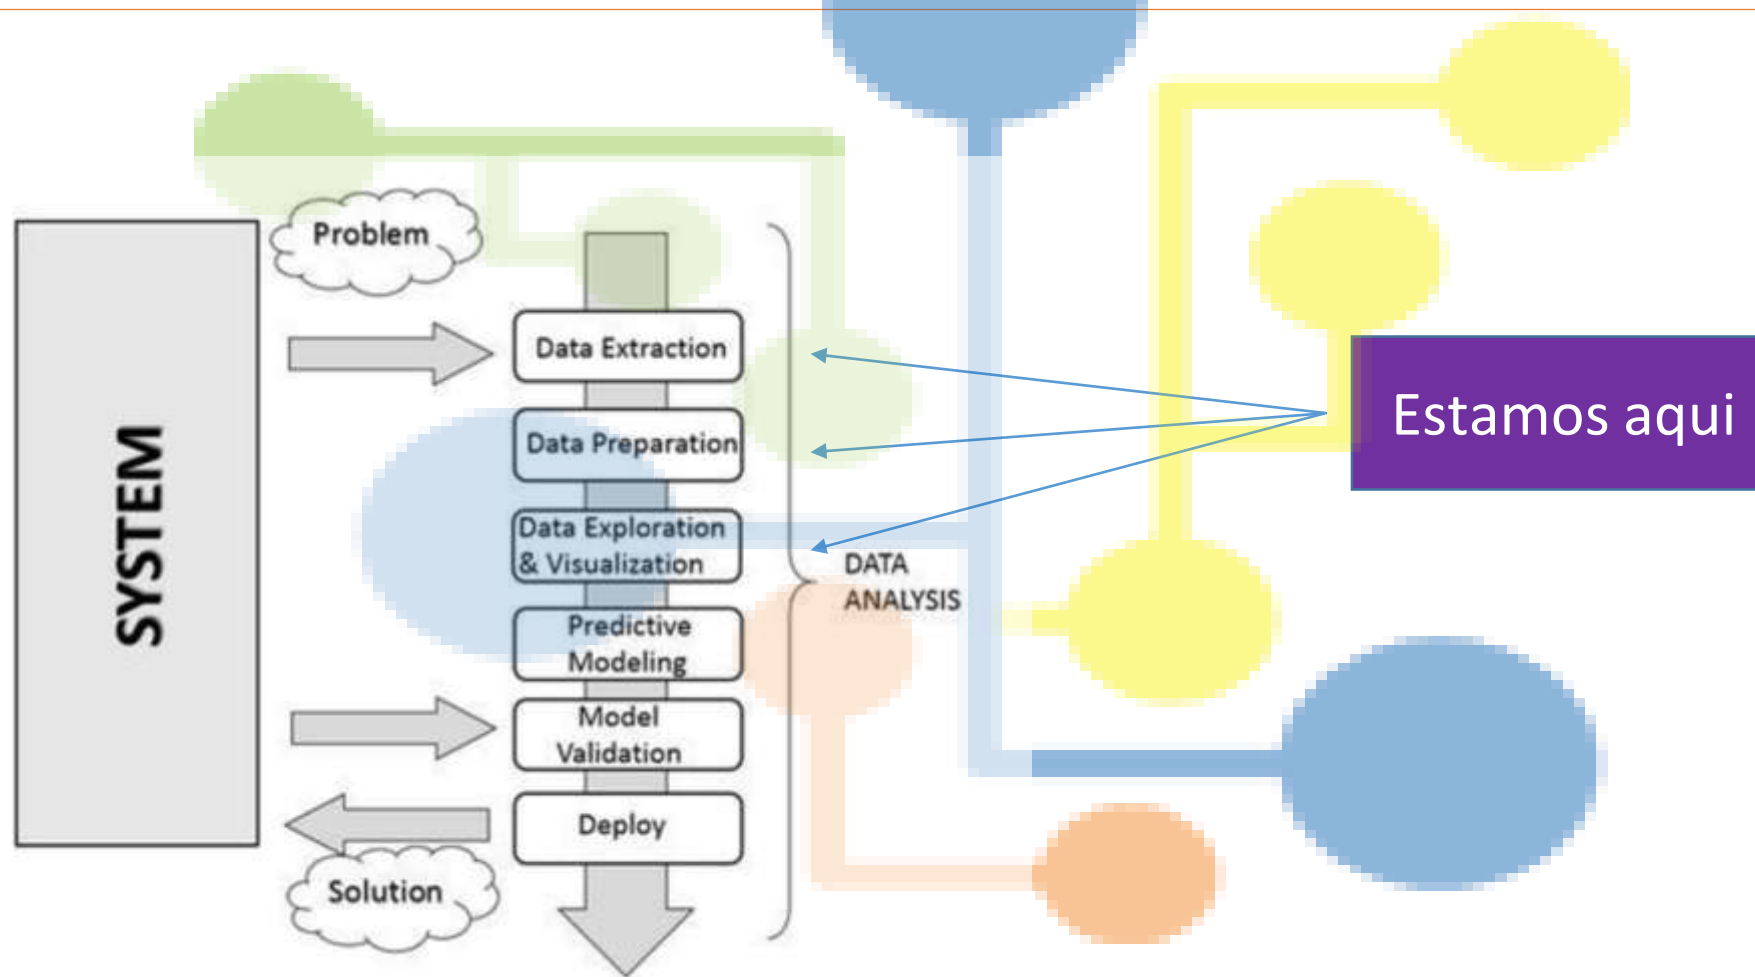 Problem
SYSTEM
Data Extraction
Data Preparation
Data Exploration
& Visualization
Predictive
Modeling
Model
Validation
Deploy
Solution
DATA
ANALYSIS
Estamos aqui